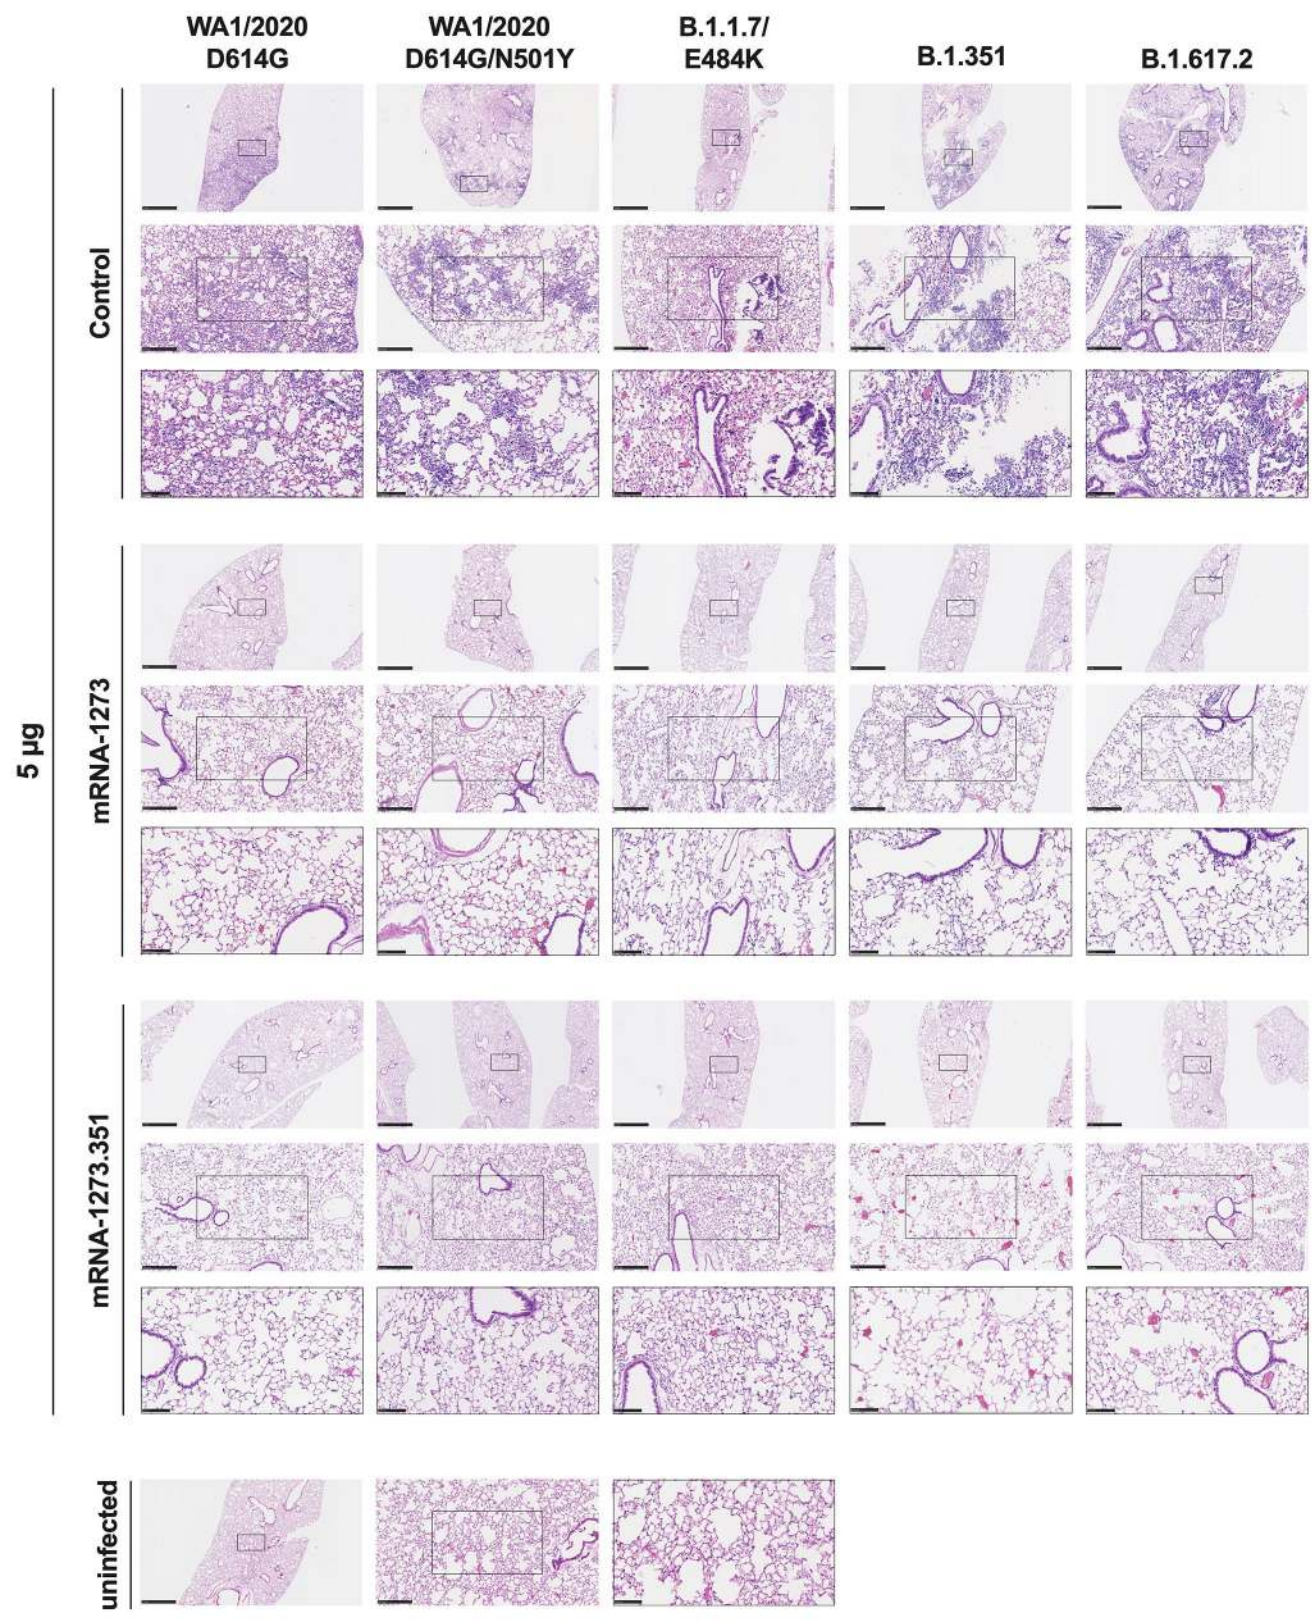 WA1/2020
D614G
WA1/2020
D614G/N501Y
B.1.1.7/
E484K
B.1.351
B.1.617.2
5 µg
Control
mRNA-1273
mRNA-1273.351
uninfected